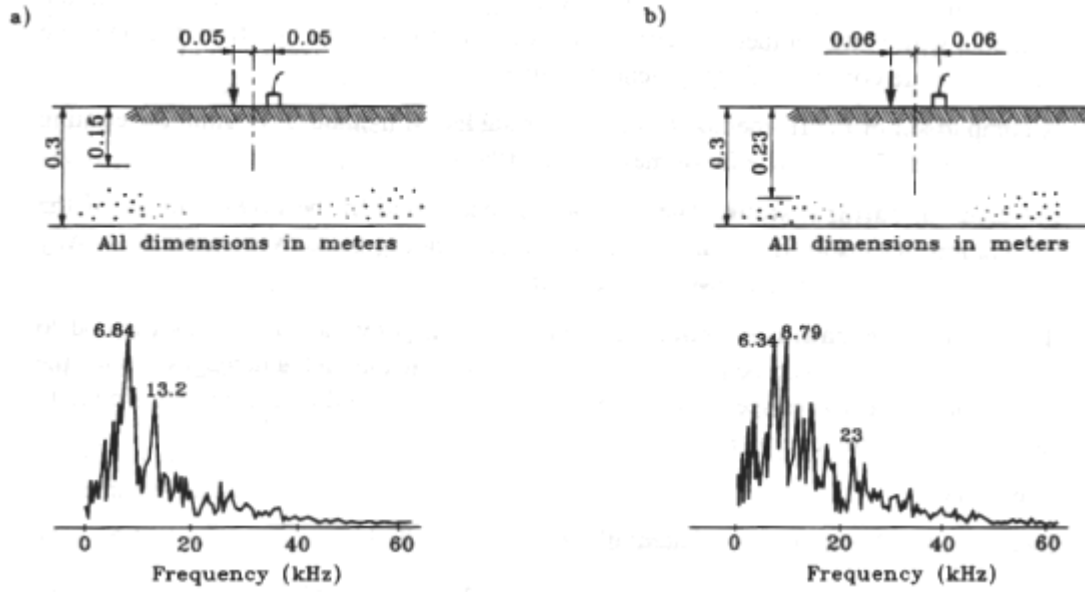 a)
0.05 0.05
0.3
0.15
All dimensions in meters
6.84
13.2
0 20 40 60
Frequency (kHz)
b)
0.06 0.06
0.3
0.23
All dimensions in meters
6.34 8.79
23
0 20 40 60
Frequency (kHz)